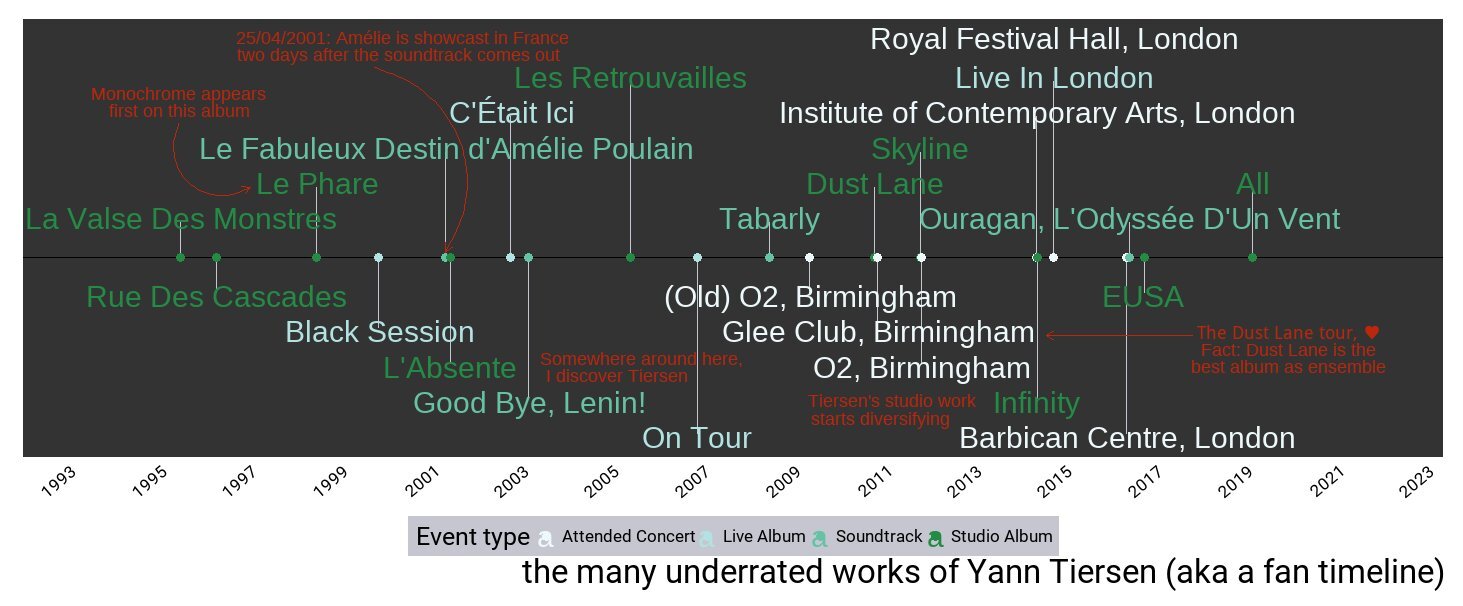 Royal Festival Hall, London
25/04/2001: Amélie is showcast in France
two days after the soundtrack comes out
Les Retrouvailles
Live In London
Monochrome appears
first on this album
C'Était Ici
Institute of Contemporary Arts, London
Le Fabuleux Destin d'Amélie Poulain
Skyline
Le Phare
Dust Lane
All
La Valse Des Monstres
Tabarly
Ouragan, L'Odyssée D'Un Vent
Rue Des Cascades
(Old) O2, Birmingham
EUSA
Black Session
Glee Club, Birmingham
The Dust Lane tour, ♥
Fact: Dust Lane is the
best album as ensemble
L'Absente
Somewhere around here,
I discover Tiersen
O2, Birmingham
Good Bye, Lenin!
Tiersen's studio work
starts diversifying
Infinity
On Tour
Barbican Centre, London
1993 1995 1997 1999 2001 2003 2005 2007 2009 2011 2013 2015 2017 2019 2021 2023
Event type a Attended Concert a Live Album a Soundtrack a Studio Album
the many underrated works of Yann Tiersen (aka a fan timeline)